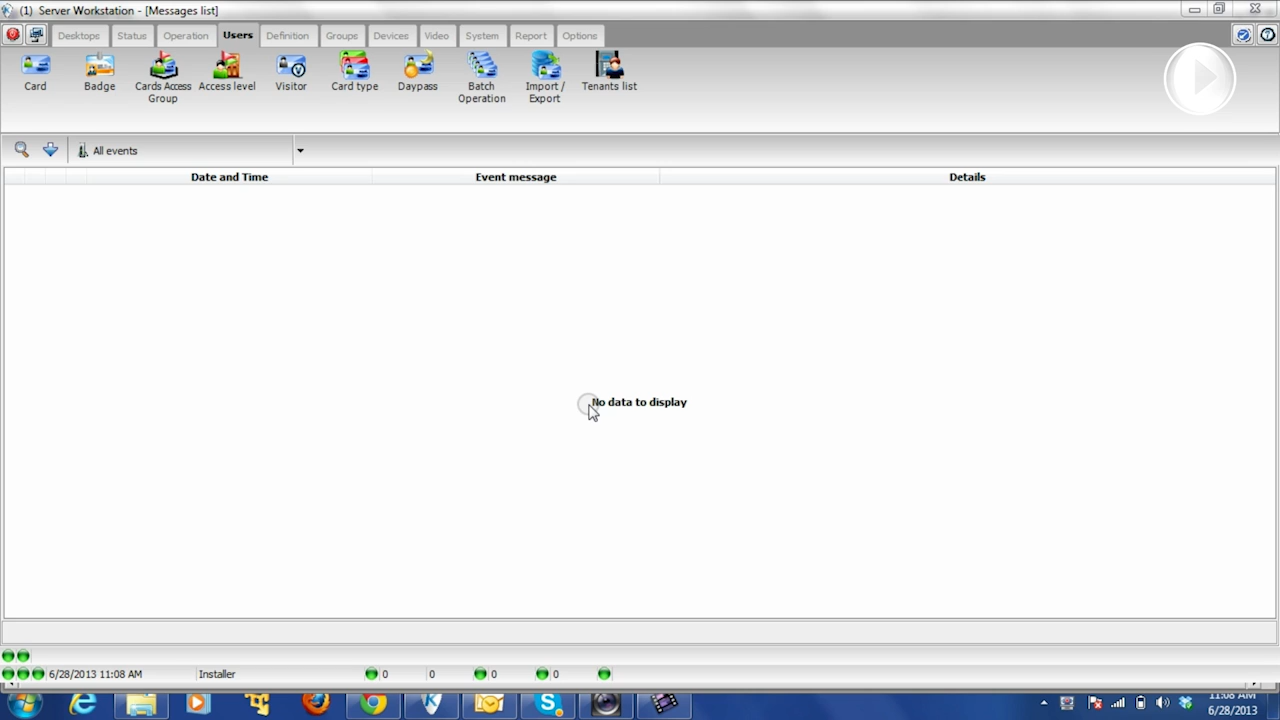 (1) Server Workstation - [Messages list]
Desktops Status Operation Users Definition Groups Devices Video System Report Options
Card Badge Cards Access Group Access level Visitor Card type Daypass Batch Operation Import / Export Tenants list
All events
Date and Time Event message Details
No data to display
6/28/2013 11:08 AM Installer 0 0 0 0
11:08 AM
6/28/2013